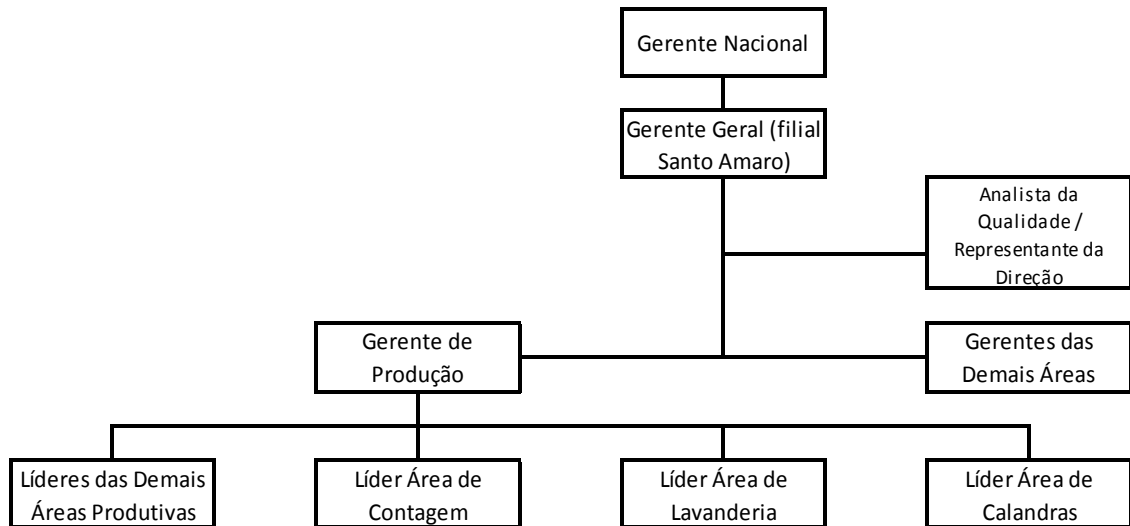 Gerente Nacional
Gerente Geral (filial
Santo Amaro)
Analista da
Qualidade /
Representante da
Direção
Gerente de
Produção
Gerentes das
Demais Áreas
Líderes das Demais
Áreas Produtivas
Líder Área de
Contagem
Líder Área de
Lavanderia
Líder Área de
Calandras